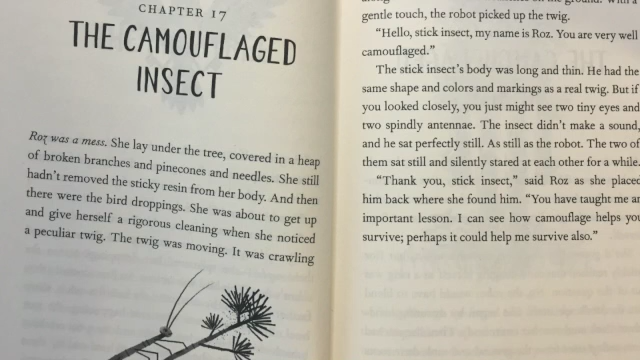 CHAPTER 17
THE CAMOUFLAGED
INSECT
Roz was a mess. She lay under the tree, covered in a heap
of broken branches and pinecones and needles. She still
hadn't removed the sticky resin from her body. And then
there were the bird droppings. She was about to get up
and give herself a rigorous cleaning when she noticed
a peculiar twig. The twig was moving. It was crawling
gentle touch, the robot picked up the twig.
"Hello, stick insect, my name is Roz. You are very well
camouflaged."
The stick insect's body was long and thin. He had the
same shape and colors and markings as a real twig. But if
you looked closely, you just might see two tiny eyes and
two spindly antennae. The insect didn't make a sound,
and he sat perfectly still. As still as the robot. The two of
them sat still and silently stared at each other for a while.
"Thank you, stick insect," said Roz as she placed
him back where she found him. "You have taught me an
important lesson. I can see how camouflage helps you
survive; perhaps it could help me survive also."